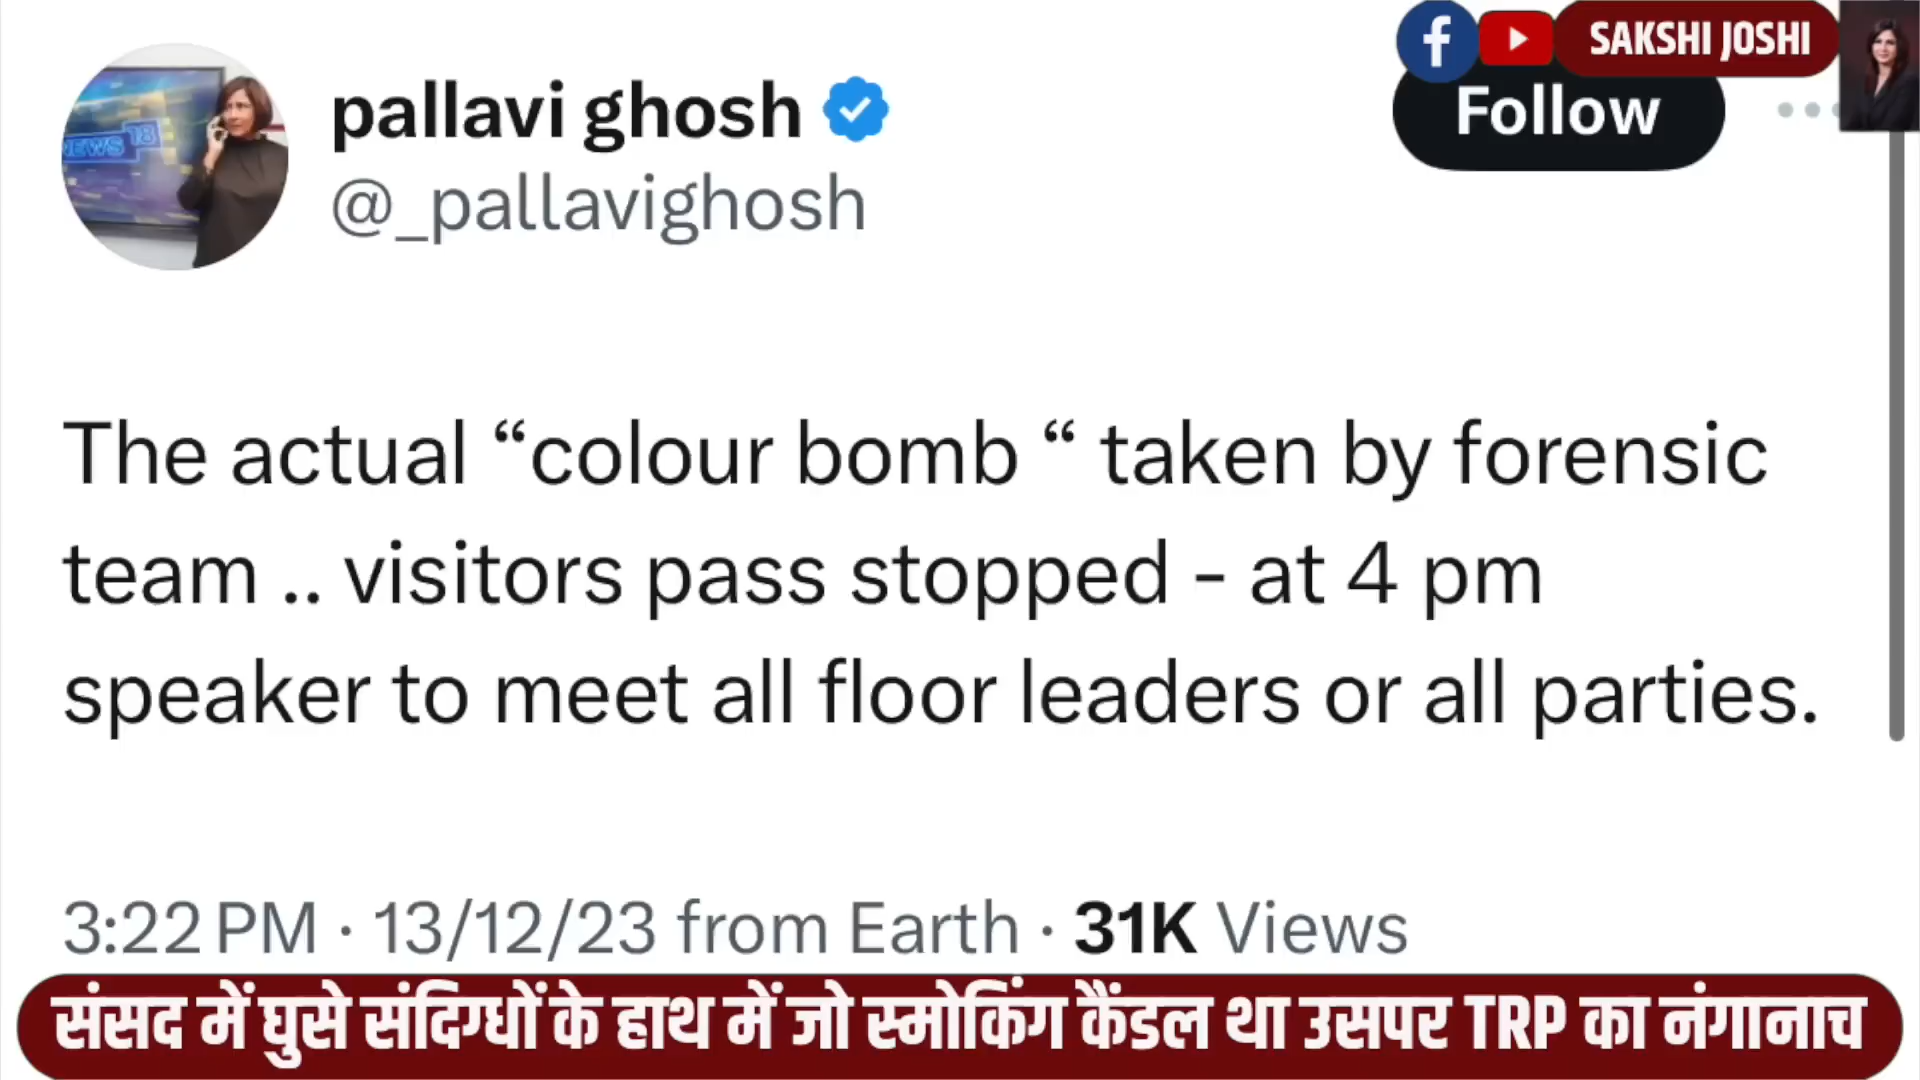 SAKSHI JOSHI
NEWS 18
pallavi ghosh
Follow
@_pallavighosh
The actual “colour bomb “ taken by forensic
team .. visitors pass stopped - at 4 pm
speaker to meet all floor leaders or all parties.
3:22 PM · 13/12/23 from Earth · 31K Views
संसद में घुसे संदिग्धों के हाथ में जो स्मोकिंग कैंडल था उसपर TRP का नंगानाच